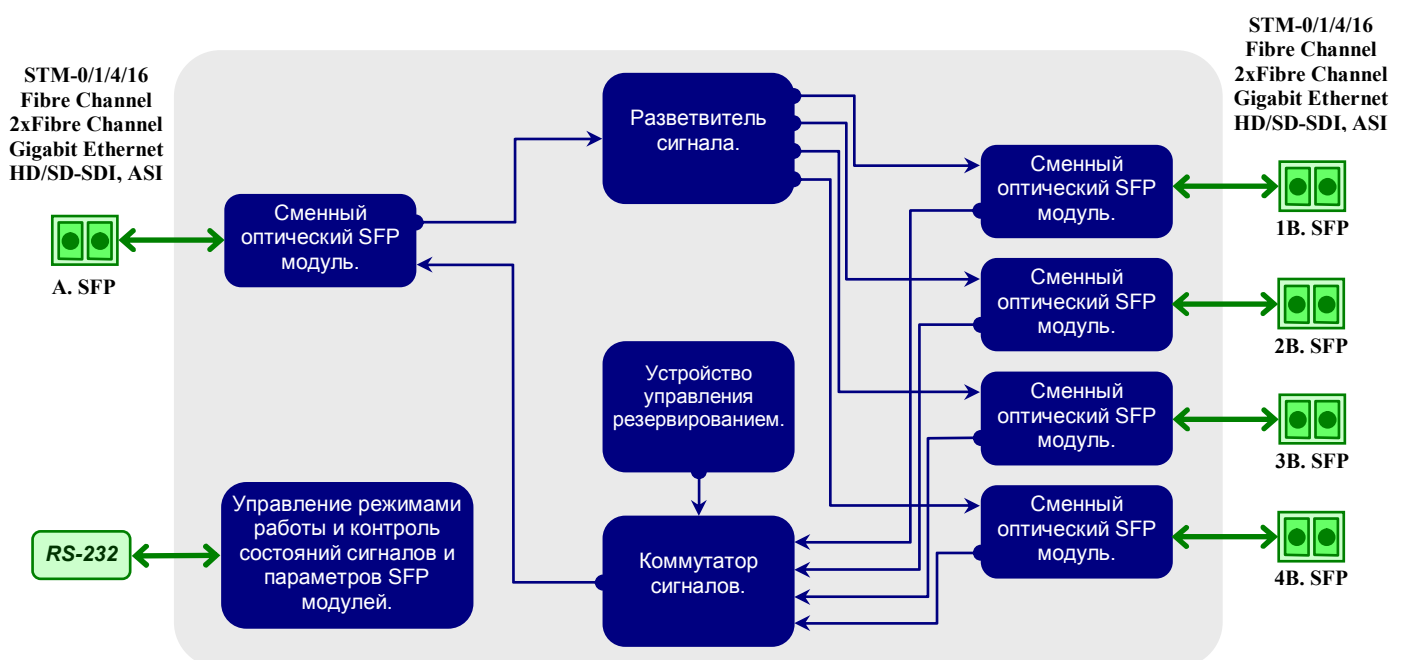 STM-0/1/4/16
Fibre Channel
2xFibre Channel
Gigabit Ethernet
HD/SD-SDI, ASI
A. SFP
Сменный
оптический SFP
модуль.
Разветвитель
сигнала.
Устройство
управления
резервированием.
Коммутатор
сигналов.
RS-232
Управление режимами
работы и контроль
состояний сигналов и
параметров SFP
модулей.
STM-0/1/4/16
Fibre Channel
2xFibre Channel
Gigabit Ethernet
HD/SD-SDI, ASI
Сменный
оптический SFP
модуль.
1B. SFP
Сменный
оптический SFP
модуль.
2B. SFP
Сменный
оптический SFP
модуль.
3B. SFP
Сменный
оптический SFP
модуль.
4B. SFP